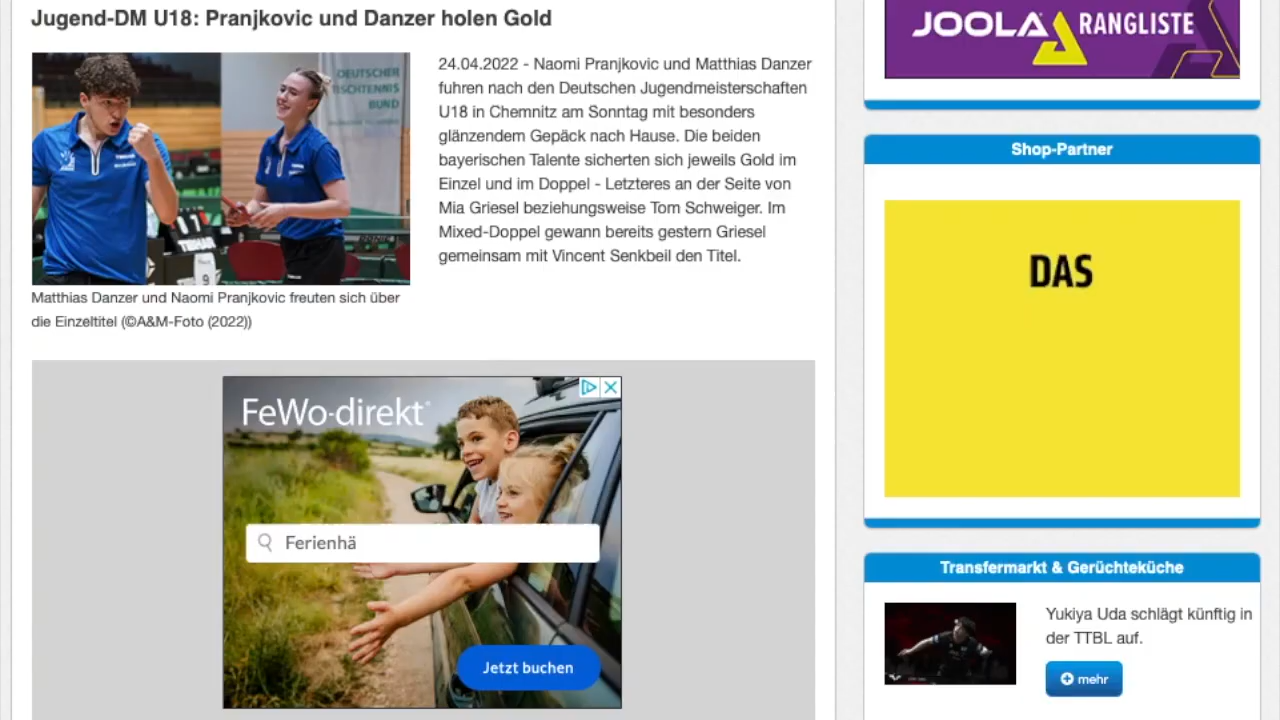 Jugend-DM U18: Pranjkovic und Danzer holen Gold
DEUTSCHER
TISCHTENNIS
BUND
TIBHAR
Matthias Danzer und Naomi Pranjkovic freuten sich über
die Einzeltitel (©A&M-Foto (2022))
24.04.2022 - Naomi Pranjkovic und Matthias Danzer
fuhren nach den Deutschen Jugendmeisterschaften
U18 in Chemnitz am Sonntag mit besonders
glänzendem Gepäck nach Hause. Die beiden
bayerischen Talente sicherten sich jeweils Gold im
Einzel und im Doppel - Letzteres an der Seite von
Mia Griesel beziehungsweise Tom Schweiger. Im
Mixed-Doppel gewann bereits gestern Griesel
gemeinsam mit Vincent Senkbeil den Titel.
FeWo-direkt
Ferienhä
Jetzt buchen
JOOLA RANGLISTE
Shop-Partner
DAS
Transfermarkt & Gerüchteküche
Yukiya Uda schlägt künftig in
der TTBL auf.
mehr